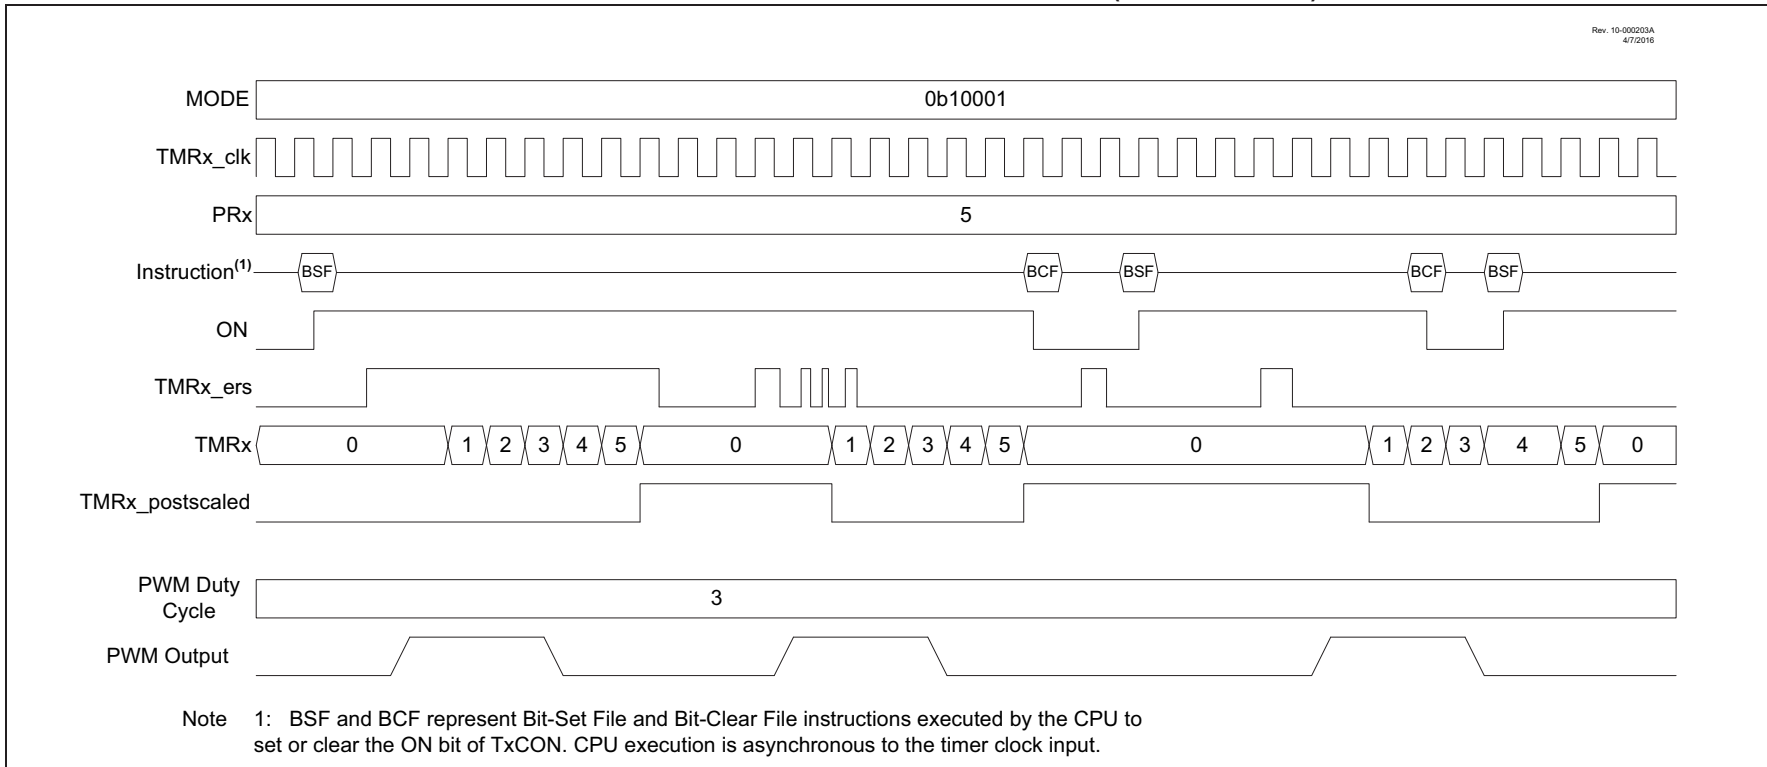 Rev. 10-000203A
4/7/2016
MODE 0b10001
TMRx_clk
PRx 5
Instruction(1) BSF BCF BSF BCF BSF
ON
TMRx_ers
TMRx 0 1 2 3 4 5 0 1 2 3 4 5 0 1 2 3 4 5 0
TMRx_postscaled
PWM Duty
Cycle 3
PWM Output
Note 1: BSF and BCF represent Bit-Set File and Bit-Clear File instructions executed by the CPU to
set or clear the ON bit of TxCON. CPU execution is asynchronous to the timer clock input.